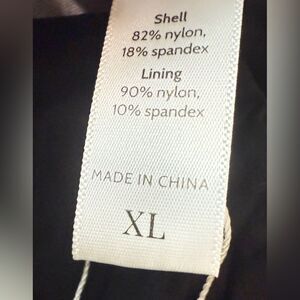 Shell
82% nylon,
18% spandex
Lining
90% nylon,
10% spandex
MADE IN CHINA
XL